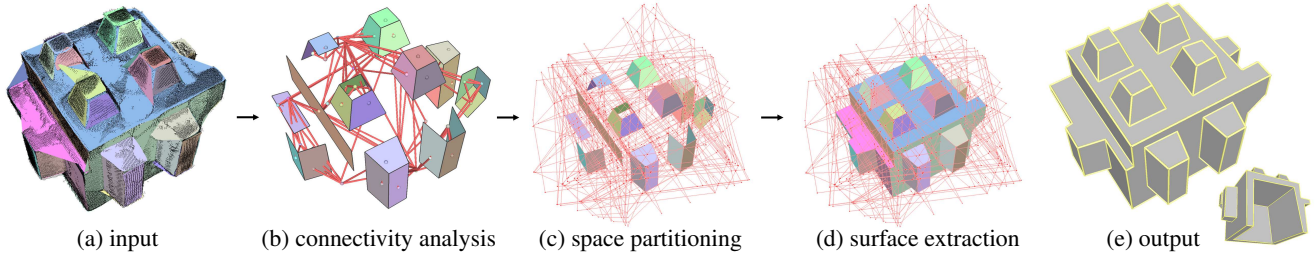 (a) input (b) connectivity analysis (c) space partitioning (d) surface extraction (e) output